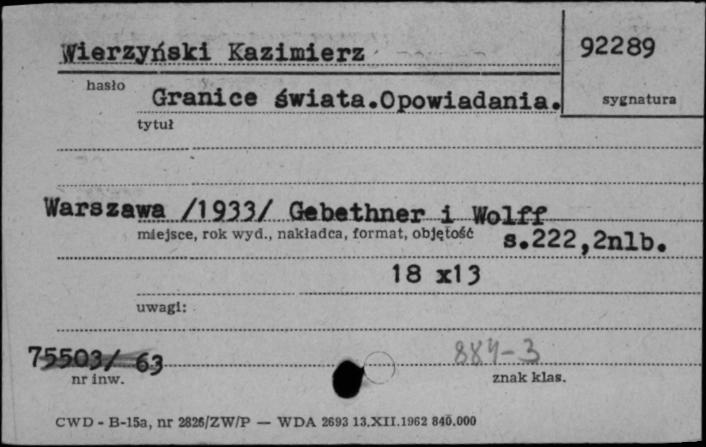 Wierzyński Kazimierz 92289
hasło
Granice świata.Opowiadania. sygnatura
tytuł
Warszawa /1933/ Gebethner i Wolff
miejsce, rok wyd., nakładca, format, objętość s.222,2nlb.
18 x13
uwagi:
75503/ 63 884-3
nr inw. znak klas.
CWD - B-15a, nr 2826/ZW/P — WDA 2693 13.XII.1962 840.000